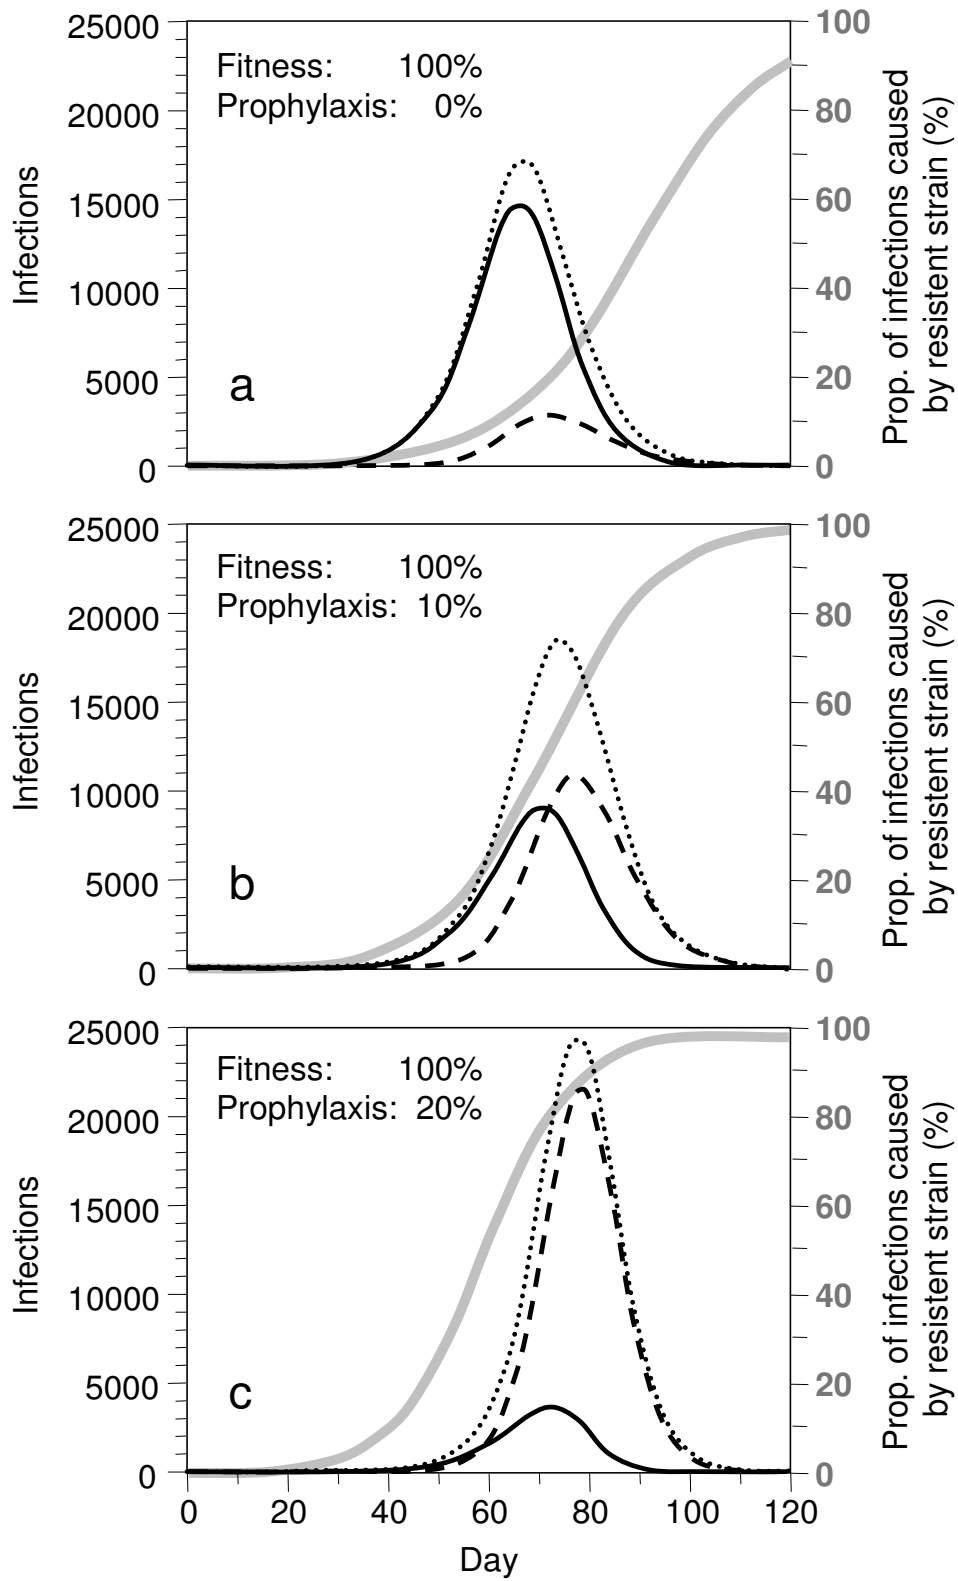 25000
20000
15000
10000
5000
0
Infections
Fitness: 100%
Prophylaxis: 0%
a
100
80
60
40
20
0
Prop. of infections caused
by resistent strain (%)
25000
20000
15000
10000
5000
0
Infections
Fitness: 100%
Prophylaxis: 10%
b
100
80
60
40
20
0
Prop. of infections caused
by resistent strain (%)
25000
20000
15000
10000
5000
0
Infections
Fitness: 100%
Prophylaxis: 20%
c
100
80
60
40
20
0
Prop. of infections caused
by resistent strain (%)
0 20 40 60 80 100 120
Day